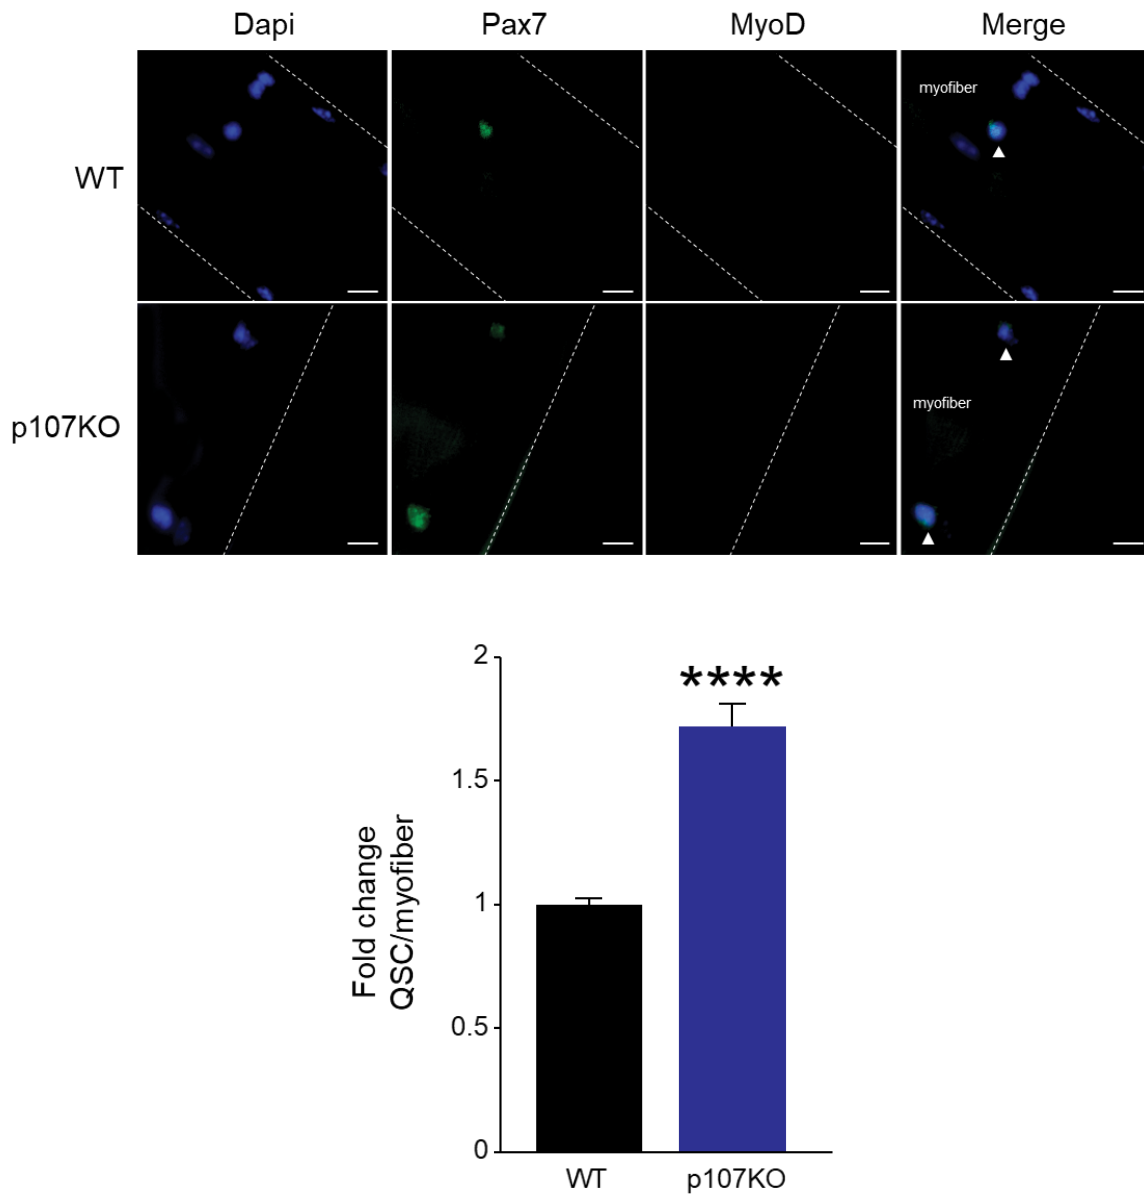 Dapi Pax7 MyoD Merge
WT
myofiber
p107KO
myofiber
2
****
1.5
Fold change
QSC/myofiber
1
0.5
0
WT p107KO